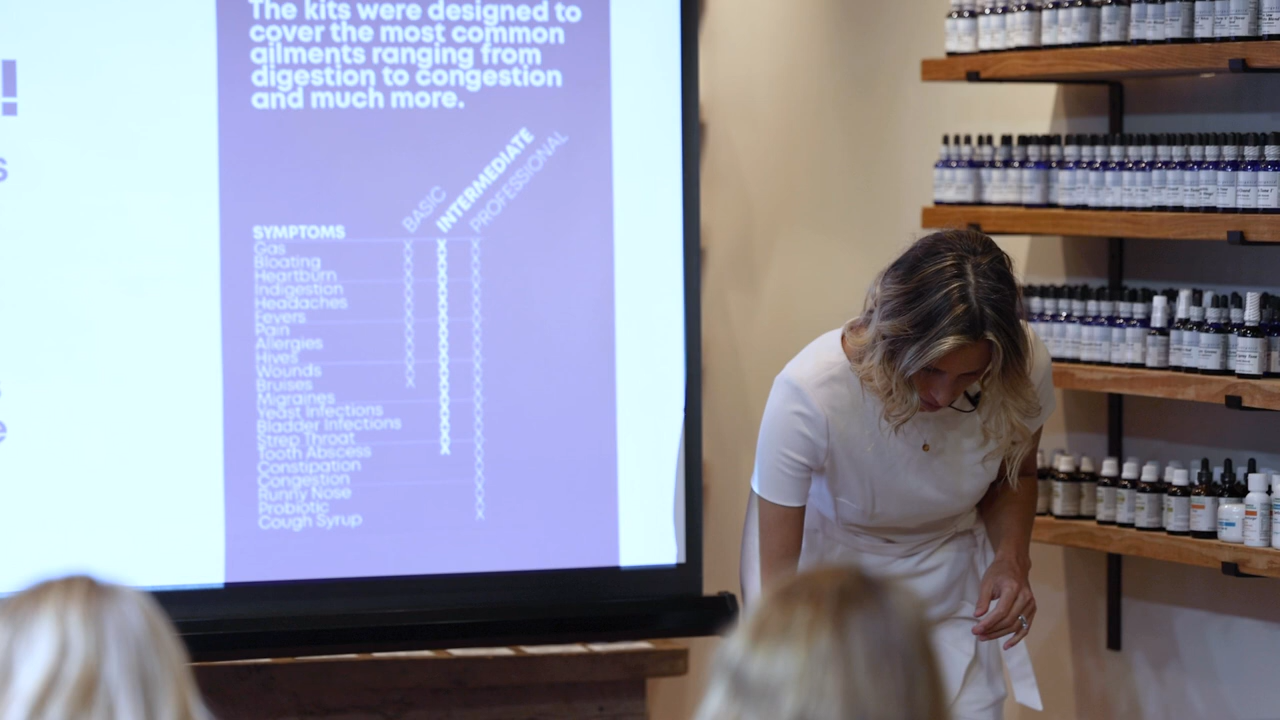 !
s
e
The kits were designed to
cover the most common
ailments ranging from
digestion to congestion
and much more.
BASIC
INTERMEDIATE
PROFESSIONAL
SYMPTOMS
Gas X X X
Bloating X X X
Heartburn X X X
Indigestion X X X
Headaches X X X
Fevers X X X
Pain X X X
Allergies X X X
Hives X X X
Wounds X X X
Bruises X X X
Migraines X X
Yeast Infections X X
Bladder Infections X X
Strep Throat X X
Tooth Abscess X X
Constipation X
Congestion X
Runny Nose X
Probiotic X
Cough Syrup X